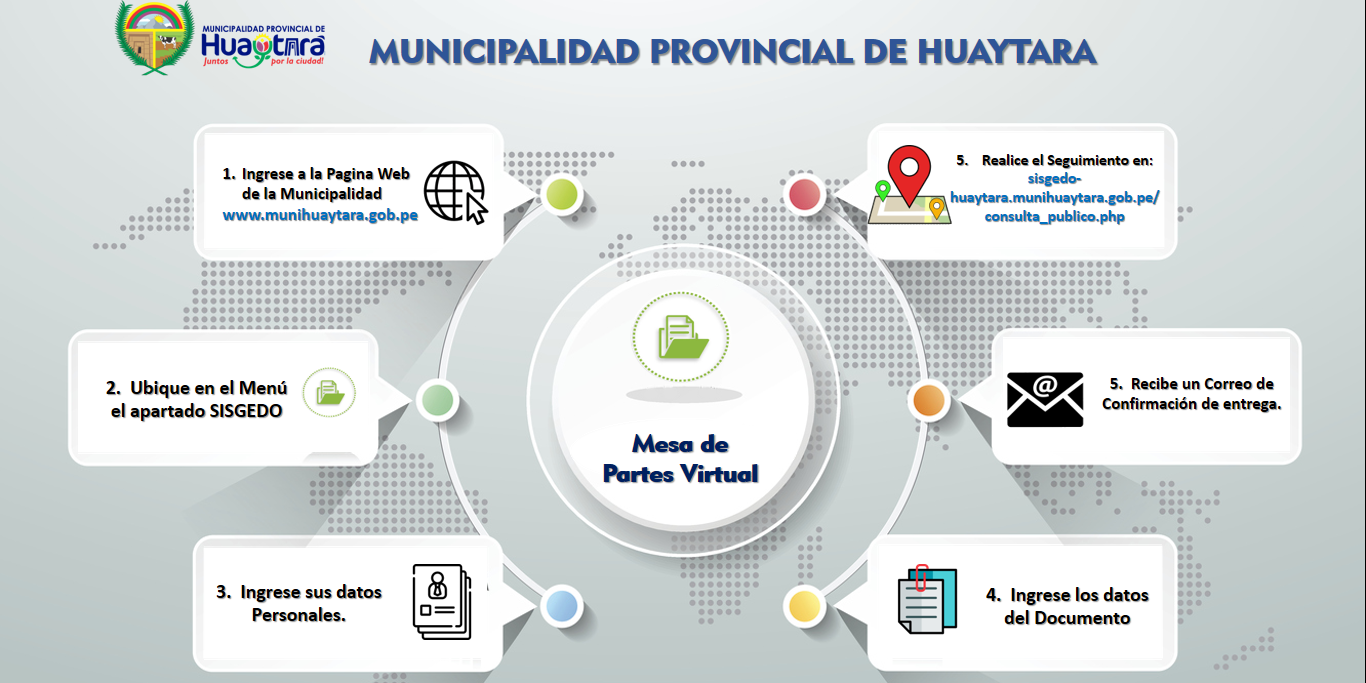 MUNICIPALIDAD PROVINCIAL DE
Huaytará
Juntos por la ciudad!
MUNICIPALIDAD PROVINCIAL DE HUAYTARA
1. Ingrese a la Pagina Web
de la Municipalidad
www.munihuaytara.gob.pe
2. Ubique en el Menú
el apartado SISGEDO
3. Ingrese sus datos
Personales.
Mesa de
Partes Virtual
4. Ingrese los datos
del Documento
5. Recibe un Correo de
Confirmación de entrega.
5. Realice el Seguimiento en:
sisgedo-
huaytara.munihuaytara.gob.pe/
consulta_publico.php